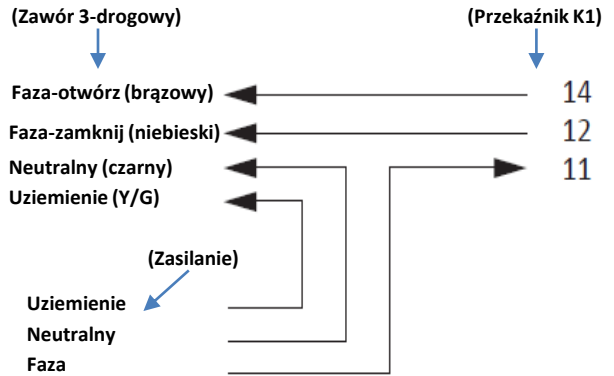 (Zawór 3-drogowy) (Przekaźnik K1)
Faza-otwórz (brązowy) 14
Faza-zamknij (niebieski) 12
Neutralny (czarny) 11
Uziemienie (Y/G)
(Zasilanie)
Uziemienie
Neutralny
Faza